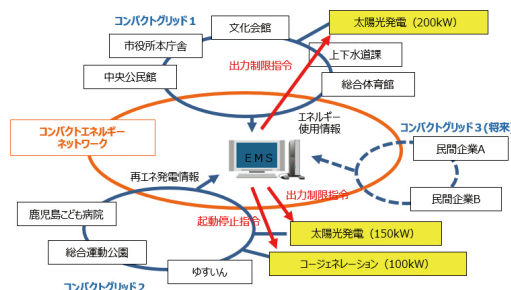 コンパクトグリッド1
文化会館
太陽光発電（200kW）
市役所本庁舎
上下水道課
中央公民館
出力制限指令
総合体育館
コンパクトエネルギー
ネットワーク
エネルギー
使用情報
コンパクトグリッド3(将来)
EMS
民間企業A
再エネ発電情報
民間企業B
出力制限指令
鹿児島こども病院
起動停止指令
太陽光発電（150kW）
総合運動公園
ゆすいん
コージェネレーション（100kW）
コンパクトグリッド2